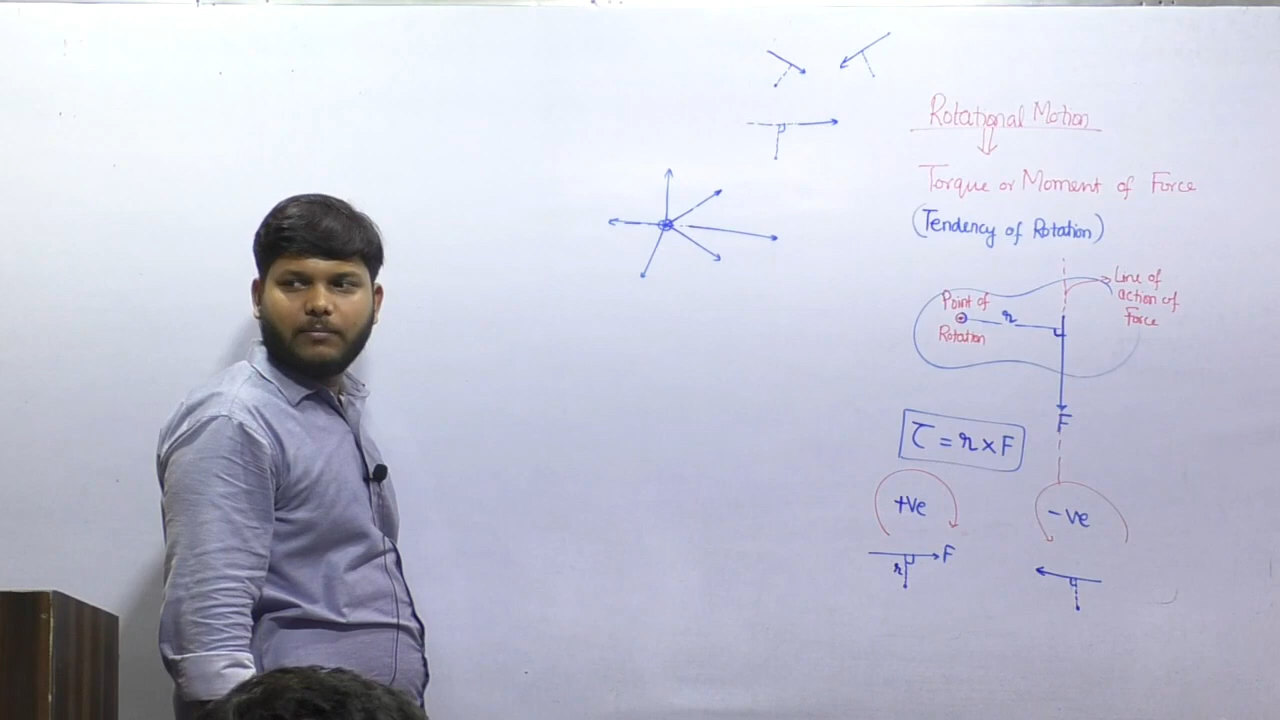 Rotational Motion
Torque or Moment of Force
(Tendency of Rotation)
Line of
action of
Force
Point of
Rotation
r
F
τ = r × F
+ve
-ve
F
r